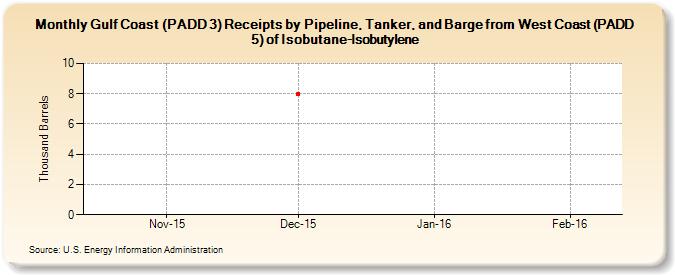 Monthly Gulf Coast (PADD 3) Receipts by Pipeline, Tanker, and Barge from West Coast (PADD
5) of Isobutane-Isobutylene
Thousand Barrels
10
8
6
4
2
0
Nov-15 Dec-15 Jan-16 Feb-16
Source: U.S. Energy Information Administration